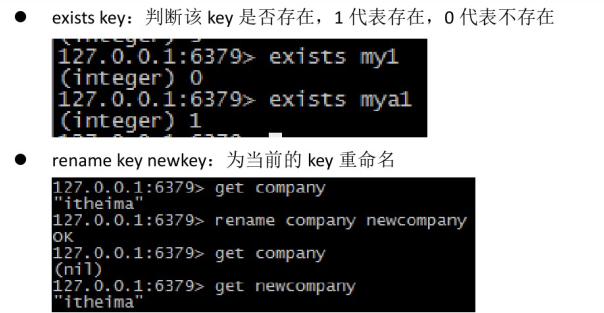 ● exists key：判断该 key 是否存在，1 代表存在，0 代表不存在
127.0.0.1:6379> exists my1
(integer) 0
127.0.0.1:6379> exists mya1
(integer) 1
● rename key newkey：为当前的 key 重命名
127.0.0.1:6379> get company
"itheima"
127.0.0.1:6379> rename company newcompany
OK
127.0.0.1:6379> get company
(nil)
127.0.0.1:6379> get newcompany
"itheima"